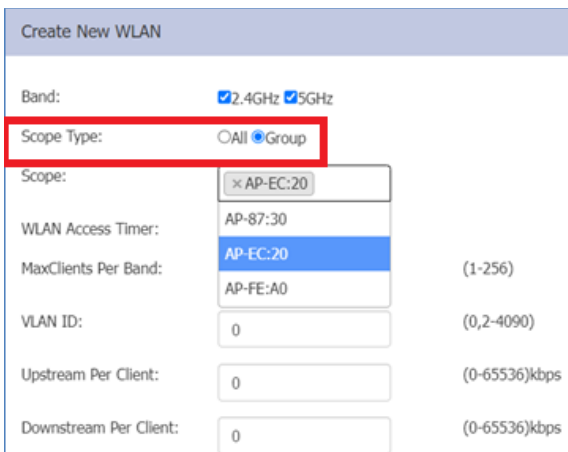 Create New WLAN
Band: 2.4GHz 5GHz
Scope Type: All Group
Scope: × AP-EC:20
AP-87:30
WLAN Access Timer:
AP-EC:20
MaxClients Per Band: (1-256)
AP-FE:A0
VLAN ID: 0 (0,2-4090)
Upstream Per Client: 0 (0-65536)kbps
Downstream Per Client: 0 (0-65536)kbps